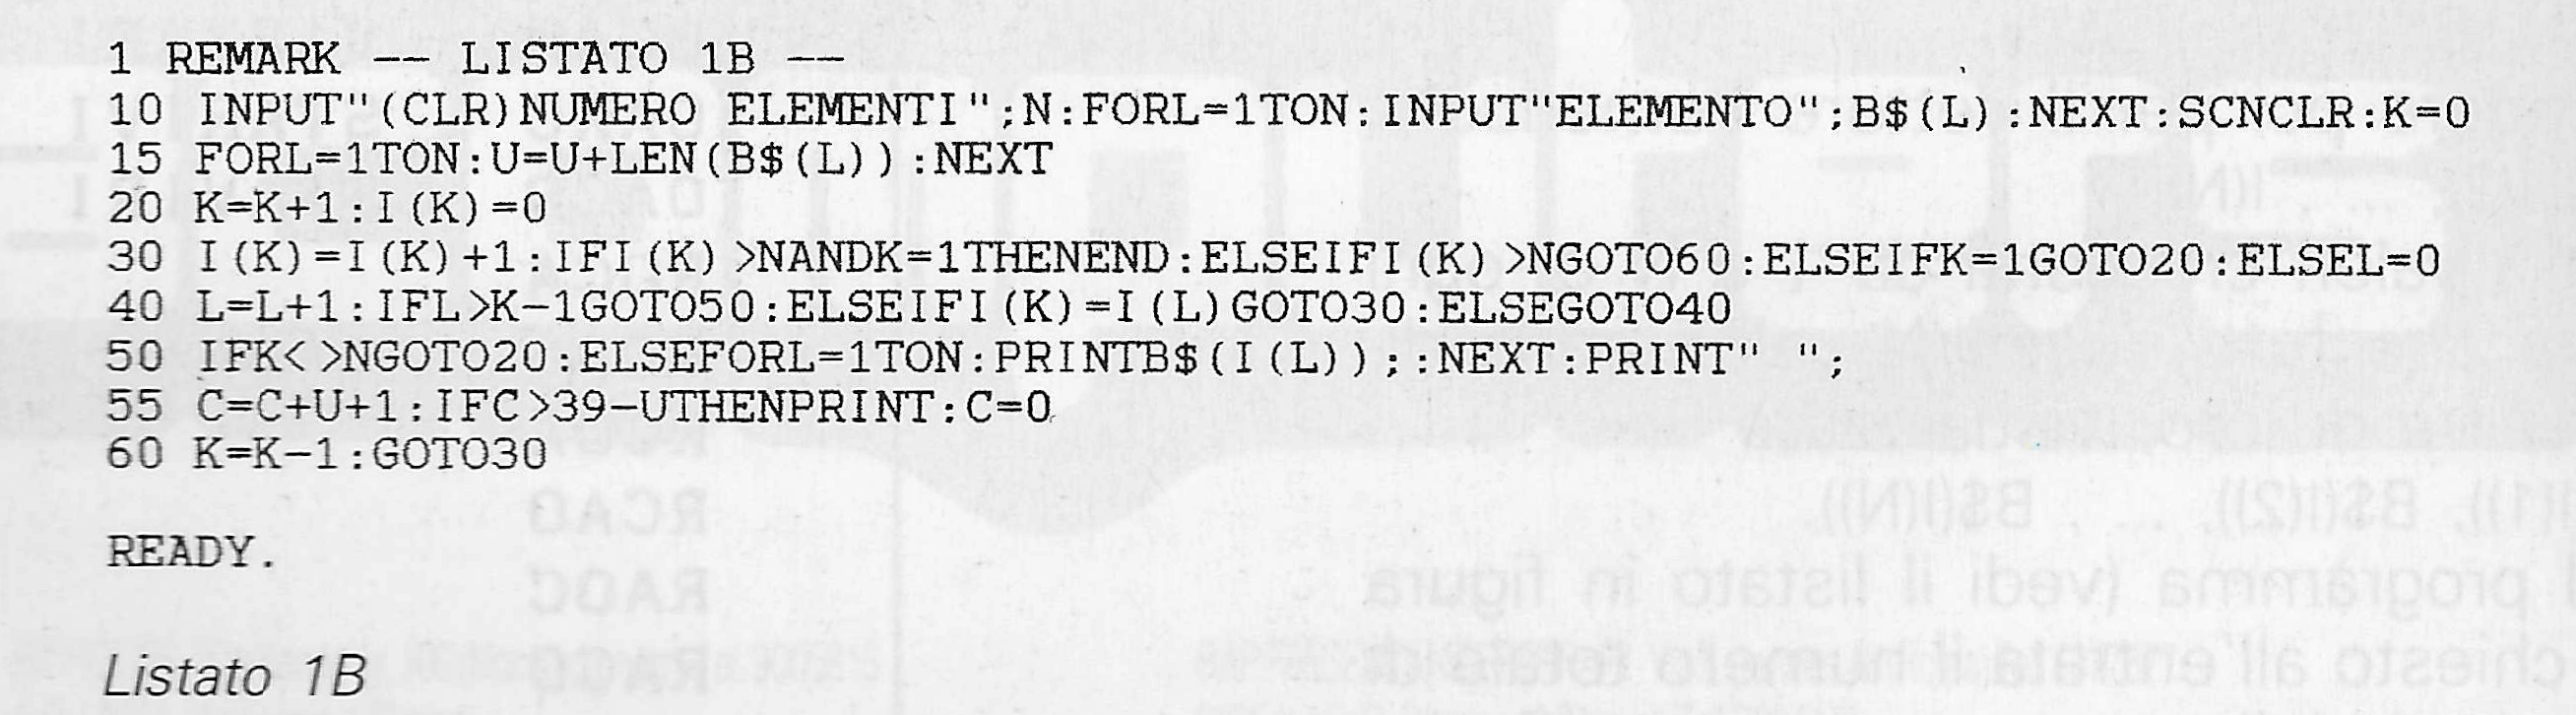 1 REMARK -- LISTATO 1B --
10 INPUT"(CLR)NUMERO ELEMENTI";N:FORL=1TON:INPUT"ELEMENTO";B$(L):NEXT:SCNCLR:K=0
15 FORL=1TON:U=U+LEN(B$(L)):NEXT
20 K=K+1:I(K)=0
30 I(K)=I(K)+1:IFI(K)>NANDK=1THENEND:ELSEIFI(K)>NGOTO60:ELSEIFK=1GOTO20:ELSEL=0
40 L=L+1:IFL>K-1GOTO50:ELSEIFI(K)=I(L)GOTO30:ELSEGOTO40
50 IFK<>NGOTO20:ELSEFORL=1TON:PRINTB$(I(L));:NEXT:PRINT" ";
55 C=C+U+1:IFC>39-UTHENPRINT:C=0
60 K=K-1:GOTO30
READY.
Listato 1B